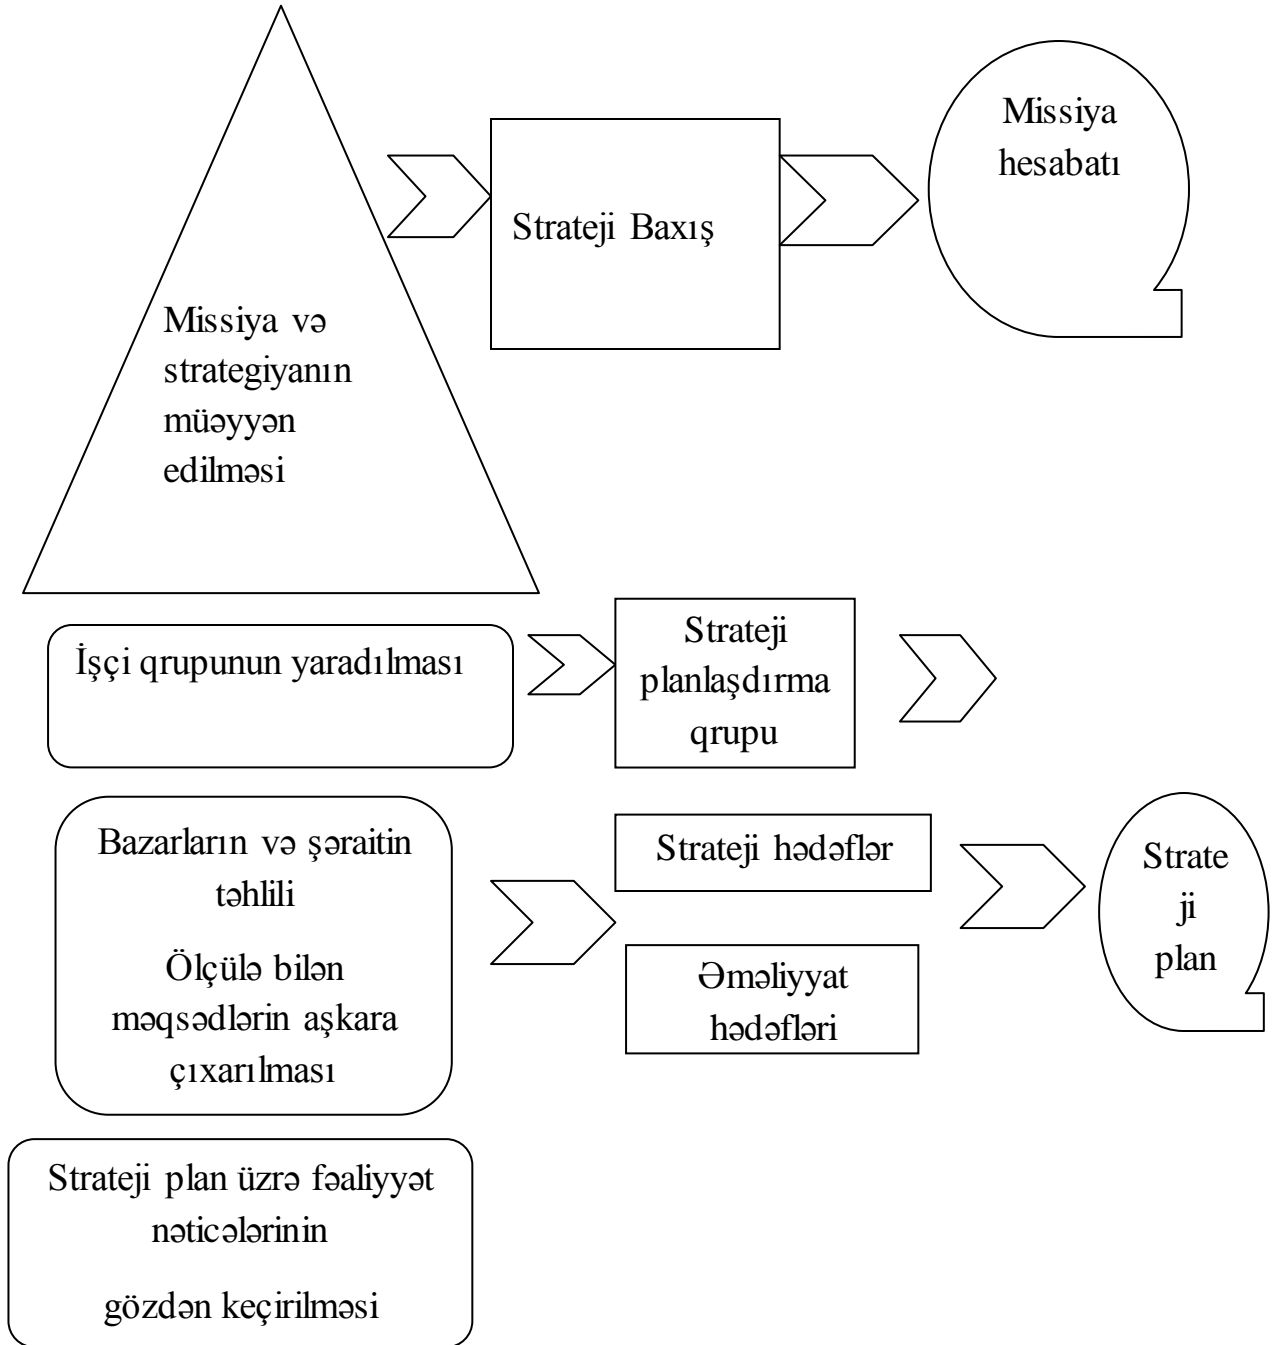 Missiya və
strategiyanın
müəyyən
edilməsi
Strateji Baxış
Missiya
hesabatı
İşçi qrupunun yaradılması
Strateji
planlaşdırma
qrupu
Bazarların və şəraitin
təhlili
Ölçülə bilən
məqsədlərin aşkara
çıxarılması
Strateji hədəflər
Əməliyyat
hədəfləri
Strate
ji
plan
Strateji plan üzrə fəaliyyət
nəticələrinin
gözdən keçirilməsi